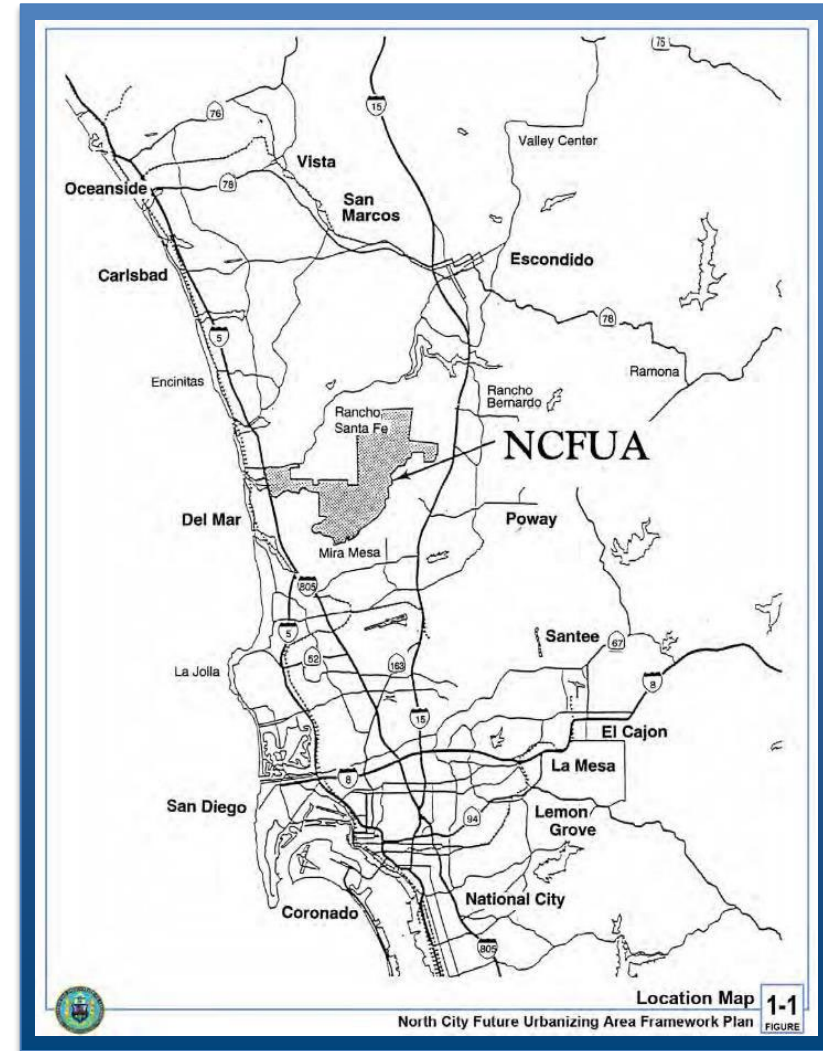 75
15
76
Valley Center
Vista
78
Oceanside
San
Marcos
Escondido
Carlsbad
78
5
Ramona
Encinitas
Rancho
Bernardo
Rancho
Santa Fe
NCFUA
Del Mar
Poway
Mira Mesa
805
5
Santee
67
52
163
La Jolla
8
15
El Cajon
La Mesa
8
San Diego
94
Lemon
Grove
National City
Coronado
805
Location Map
North City Future Urbanizing Area Framework Plan
1-1
FIGURE